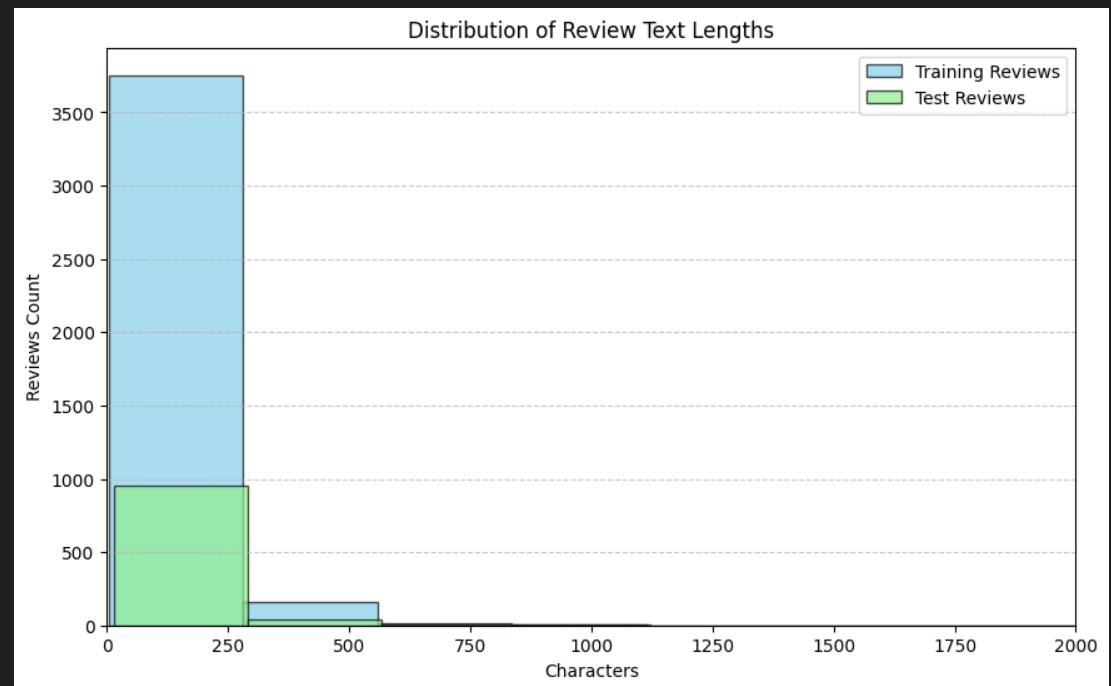 Distribution of Review Text Lengths
Training Reviews
Test Reviews
3500
3000
2500
2000
1500
1000
500
0
Reviews Count
0 250 500 750 1000 1250 1500 1750 2000
Characters